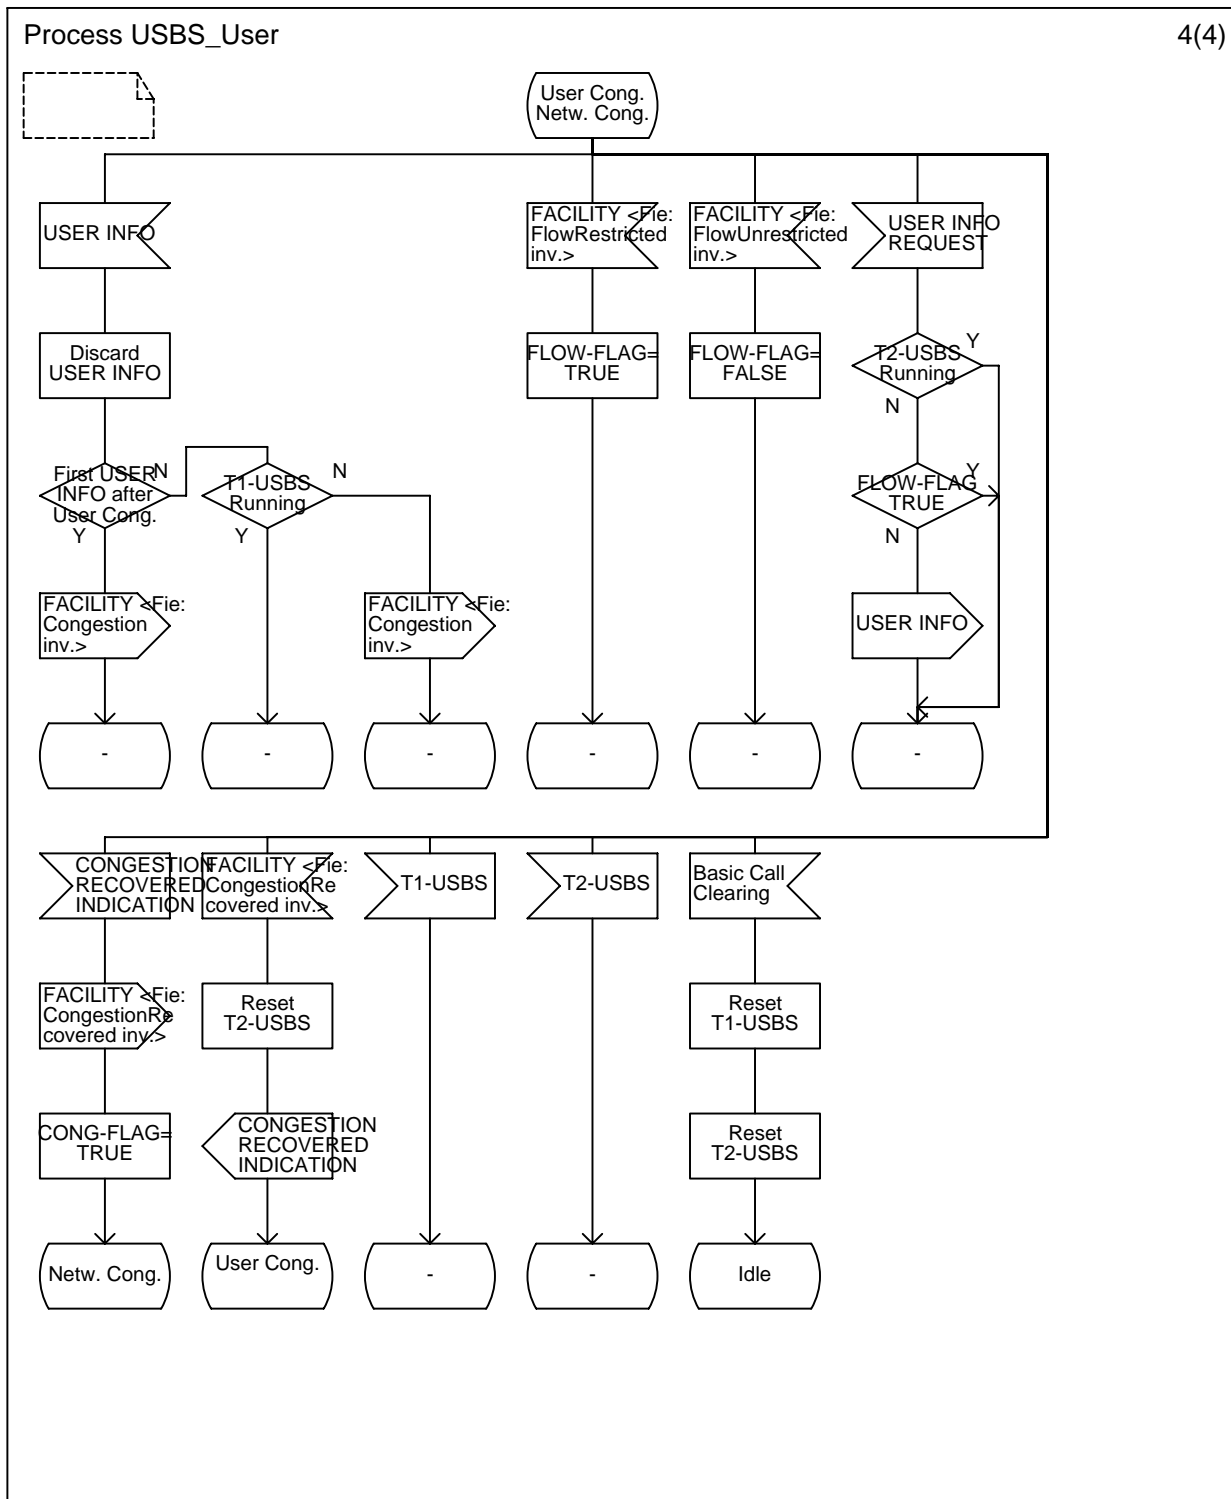 Process USBS_User
4(4)
User Cong.
Netw. Cong.
USER INFO
FACILITY <Fie:
FlowRestricted
inv.>
FACILITY <Fie:
FlowUnrestricted
inv.>
USER INFO
REQUEST
Discard
USER INFO
FLOW-FLAG=
TRUE
FLOW-FLAG=
FALSE
T2-USBS
Running
Y
N
First USER
INFO after
User Cong.
N
Y
T1-USBS
Running
N
Y
FLOW-FLAG
TRUE
Y
N
FACILITY <Fie:
Congestion
inv.>
FACILITY <Fie:
Congestion
inv.>
USER INFO
-
-
-
-
-
-
CONGESTION
RECOVERED
INDICATION
FACILITY <Fie:
CongestionRe
covered inv.>
T1-USBS
T2-USBS
Basic Call
Clearing
FACILITY <Fie:
CongestionRe
covered inv.>
Reset
T2-USBS
Reset
T1-USBS
CONG-FLAG=
TRUE
CONGESTION
RECOVERED
INDICATION
Reset
T2-USBS
Netw. Cong.
User Cong.
-
-
Idle